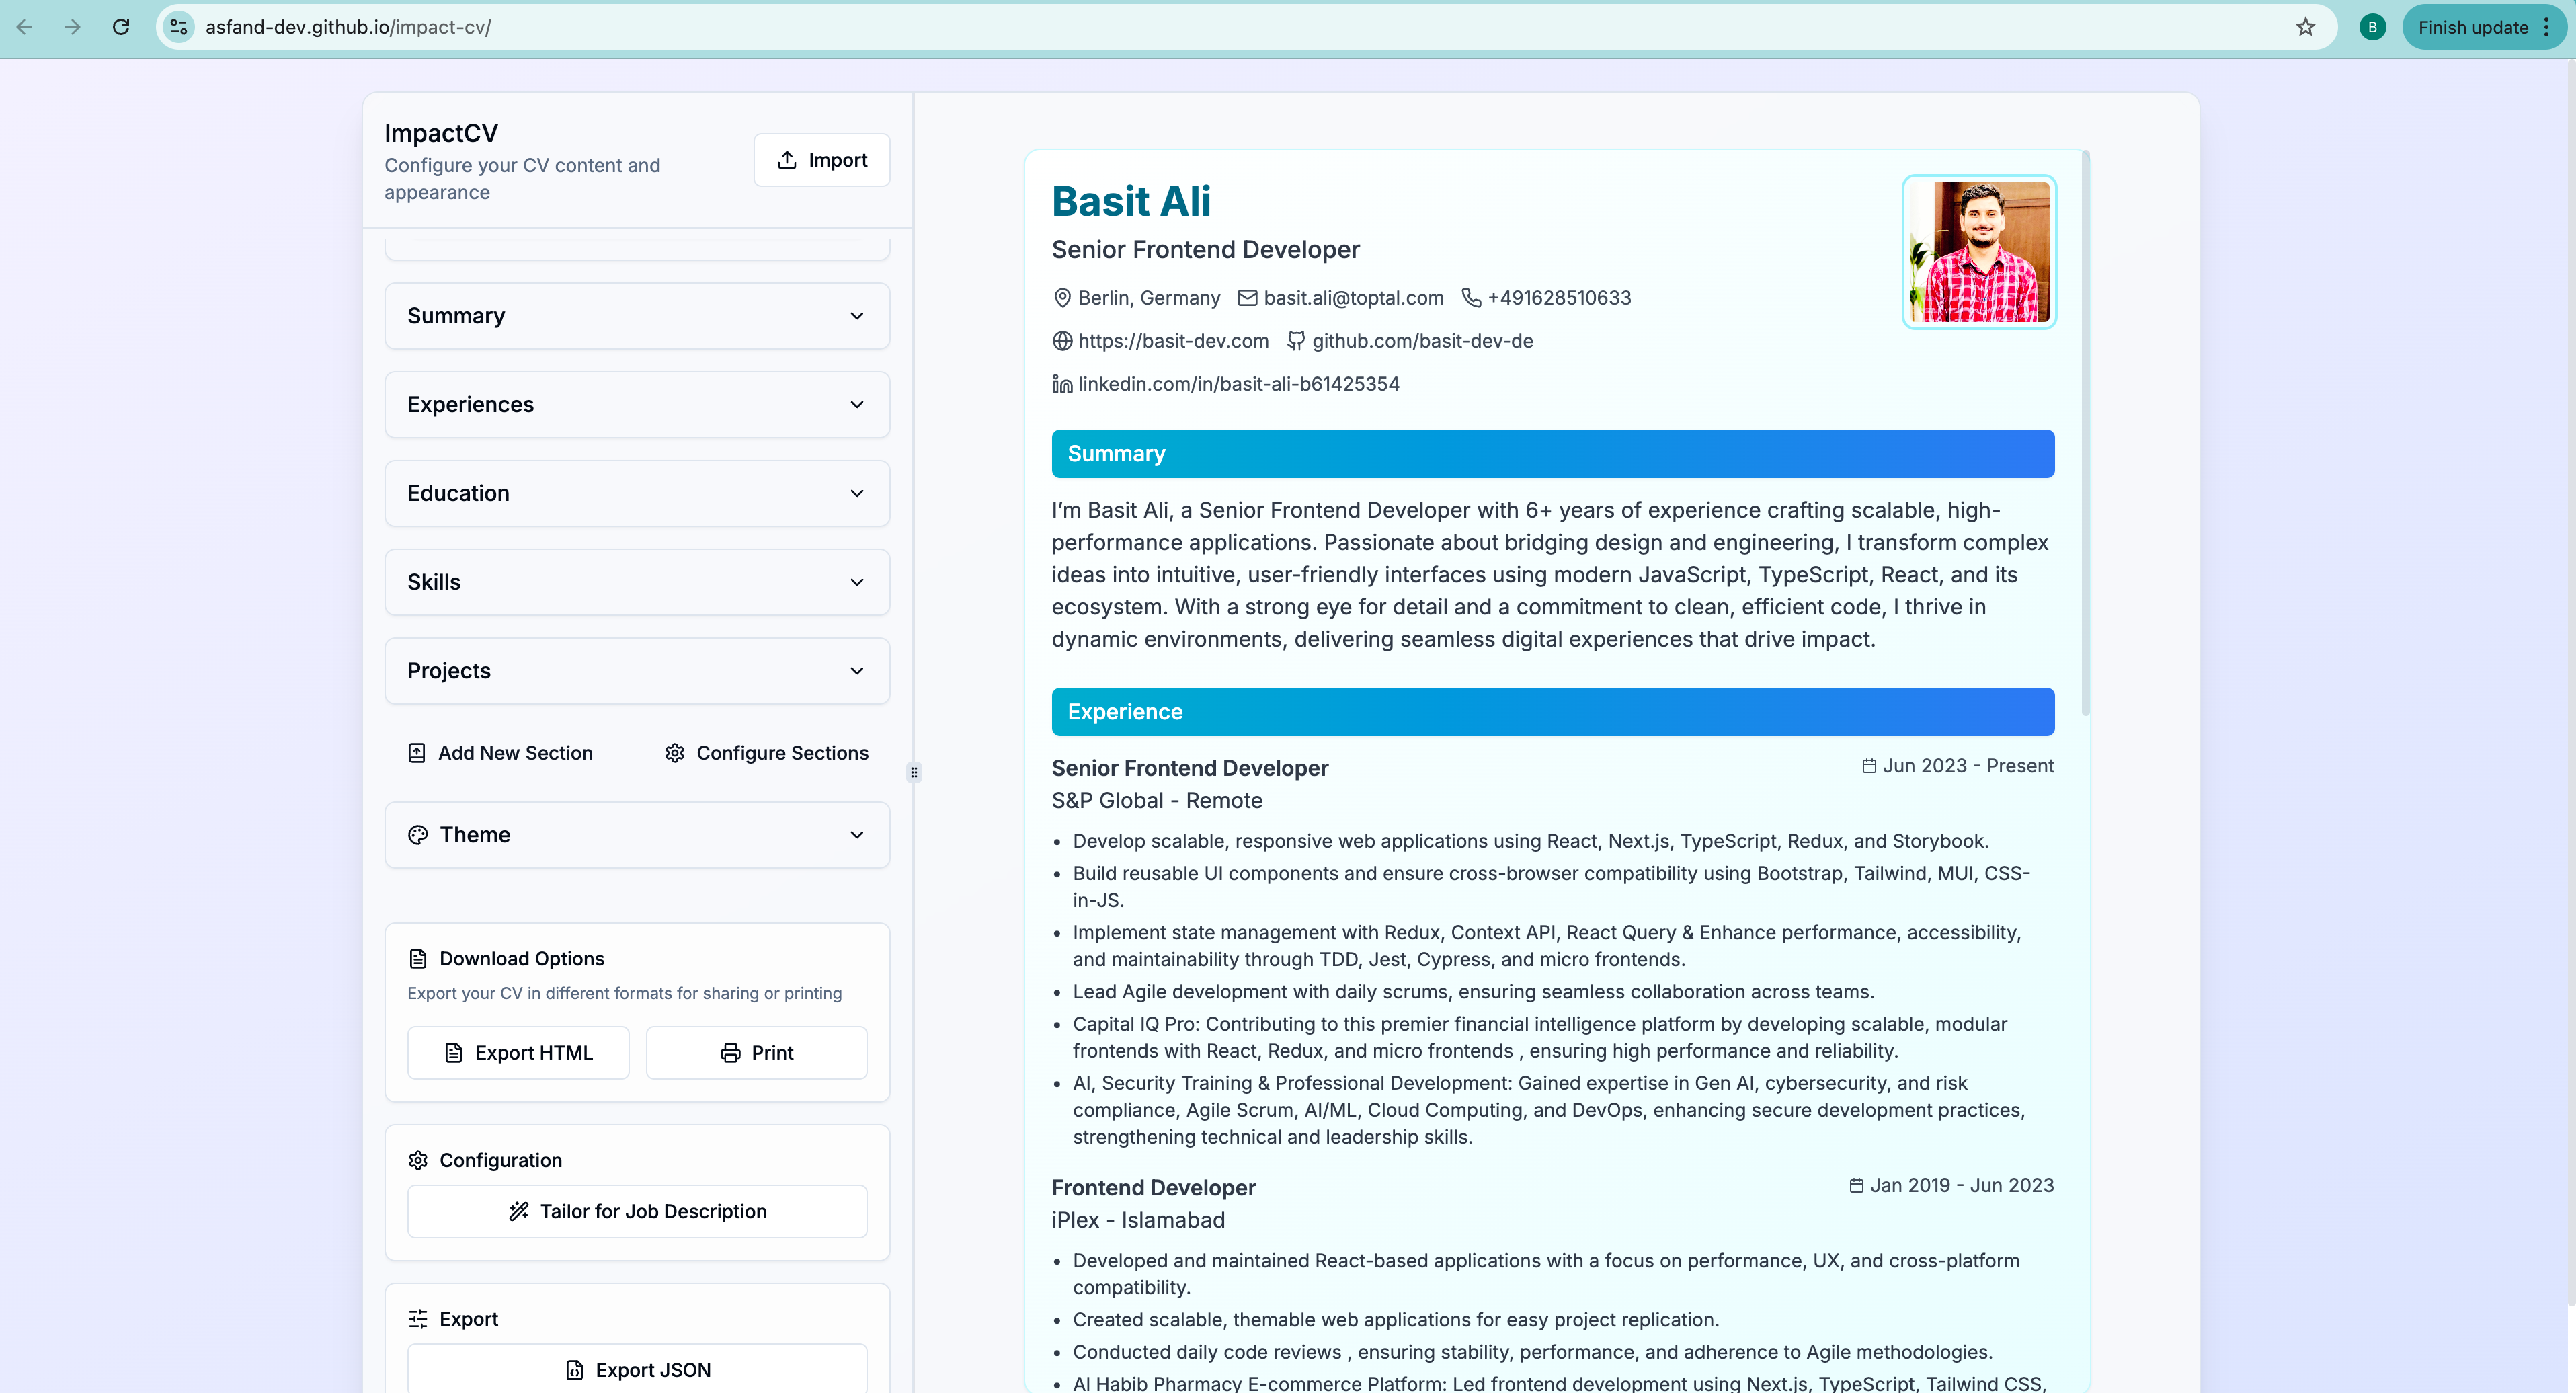 asfand-dev.github.io/impact-cv/
B
Finish update
ImpactCV
Configure your CV content and
appearance
Import
Summary
Experiences
Education
Skills
Projects
Add New Section
Configure Sections
Theme
Download Options
Export your CV in different formats for sharing or printing
Export HTML
Print
Configuration
Tailor for Job Description
Export
Export JSON
Basit Ali
Senior Frontend Developer
Berlin, Germany basit.ali@toptal.com +491628510633
https://basit-dev.com github.com/basit-dev-de
linkedin.com/in/basit-ali-b61425354
Summary
I’m Basit Ali, a Senior Frontend Developer with 6+ years of experience crafting scalable, high-
performance applications. Passionate about bridging design and engineering, I transform complex
ideas into intuitive, user-friendly interfaces using modern JavaScript, TypeScript, React, and its
ecosystem. With a strong eye for detail and a commitment to clean, efficient code, I thrive in
dynamic environments, delivering seamless digital experiences that drive impact.
Experience
Senior Frontend Developer
Jun 2023 - Present
S&P Global - Remote
• Develop scalable, responsive web applications using React, Next.js, TypeScript, Redux, and Storybook.
• Build reusable UI components and ensure cross-browser compatibility using Bootstrap, Tailwind, MUI, CSS-
in-JS.
• Implement state management with Redux, Context API, React Query & Enhance performance, accessibility,
and maintainability through TDD, Jest, Cypress, and micro frontends.
• Lead Agile development with daily scrums, ensuring seamless collaboration across teams.
• Capital IQ Pro: Contributing to this premier financial intelligence platform by developing scalable, modular
frontends with React, Redux, and micro frontends , ensuring high performance and reliability.
• AI, Security Training & Professional Development: Gained expertise in Gen AI, cybersecurity, and risk
compliance, Agile Scrum, AI/ML, Cloud Computing, and DevOps, enhancing secure development practices,
strengthening technical and leadership skills.
Frontend Developer
Jan 2019 - Jun 2023
iPlex - Islamabad
• Developed and maintained React-based applications with a focus on performance, UX, and cross-platform
compatibility.
• Created scalable, themable web applications for easy project replication.
• Conducted daily code reviews , ensuring stability, performance, and adherence to Agile methodologies.
• Al Habib Pharmacy E-commerce Platform: Led frontend development using Next.js, TypeScript, Tailwind CSS,